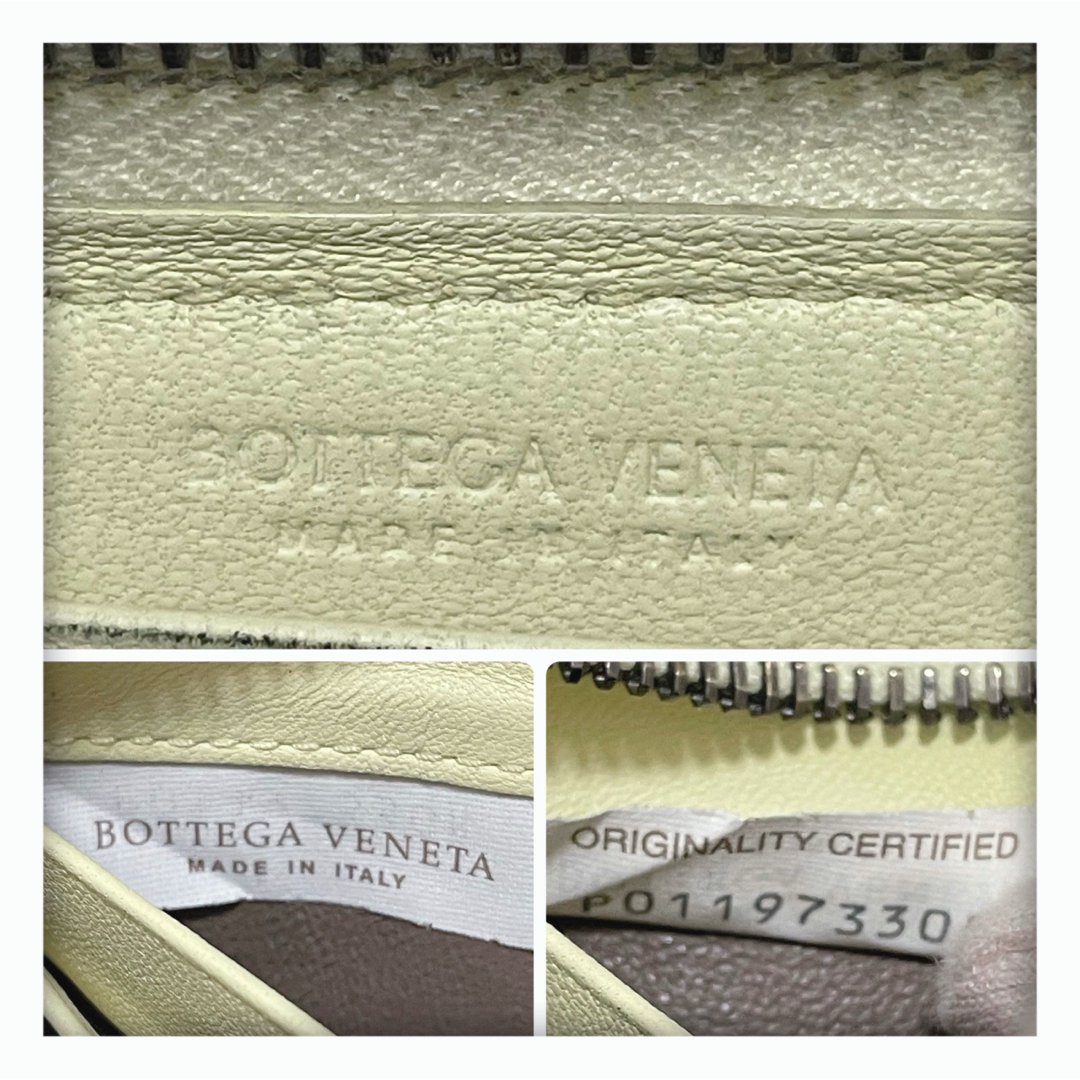 BOTTEGA VENETA
MADE IN ITALY
BOTTEGA VENETA
MADE IN ITALY
ORIGINALITY CERTIFIED
P01197330